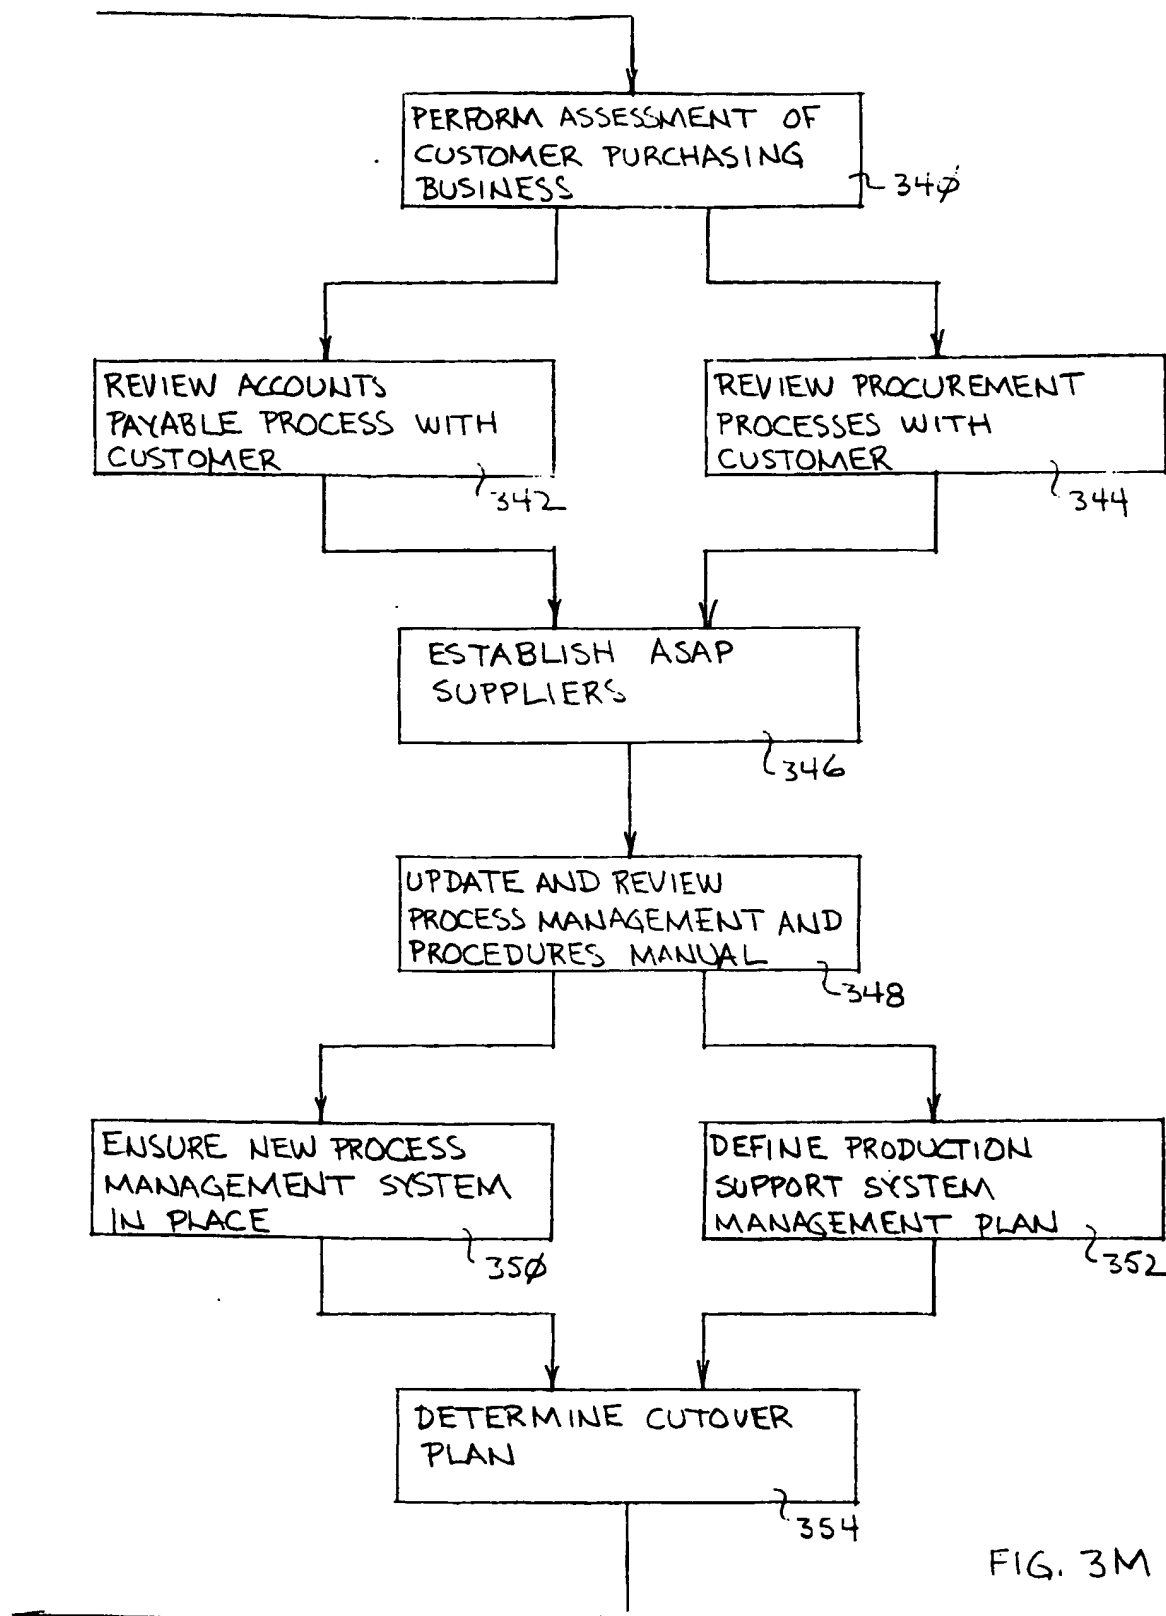 PERFORM ASSESSMENT OF
CUSTOMER PURCHASING
BUSINESS
340
REVIEW ACCOUNTS
PAYABLE PROCESS WITH
CUSTOMER
342
REVIEW PROCUREMENT
PROCESSES WITH
CUSTOMER
344
ESTABLISH ASAP
SUPPLIERS
346
UPDATE AND REVIEW
PROCESS MANAGEMENT AND
PROCEDURES MANUAL
348
ENSURE NEW PROCESS
MANAGEMENT SYSTEM
IN PLACE
350
DEFINE PRODUCTION
SUPPORT SYSTEM
MANAGEMENT PLAN
352
DETERMINE CUTOVER
PLAN
354
FIG. 3M